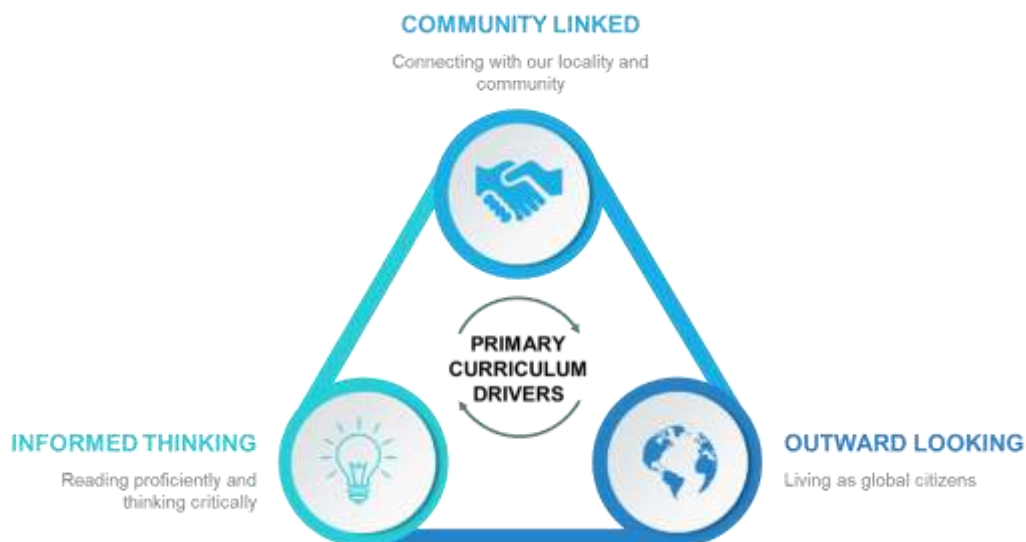 COMMUNITY LINKED
Connecting with our locality and
community
PRIMARY
CURRICULUM
DRIVERS
INFORMED THINKING
Reading proficiently and
thinking critically
OUTWARD LOOKING
Living as global citizens